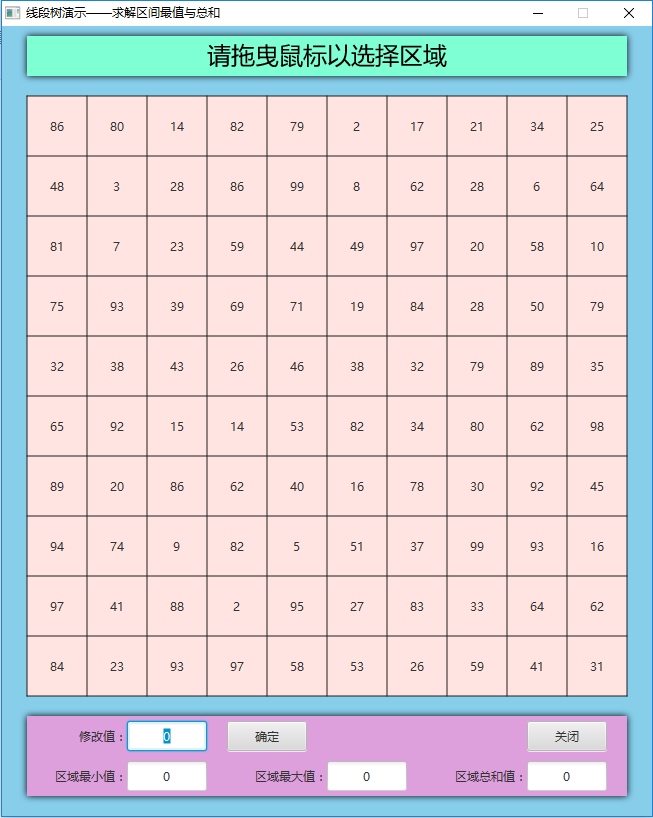 线段树演示——求解区间最值与总和
请拖曳鼠标以选择区域
86 80 14 82 79 2 17 21 34 25
48 3 28 86 99 8 62 28 6 64
81 7 23 59 44 49 97 20 58 10
75 93 39 69 71 19 84 28 50 79
32 38 43 26 46 38 32 79 89 35
65 92 15 14 53 82 34 80 62 98
89 20 86 62 40 16 78 30 92 45
94 74 9 82 5 51 37 99 93 16
97 41 88 2 95 27 83 33 64 62
84 23 93 97 58 53 26 59 41 31
修改值： 0 确定 关闭
区域最小值： 0 区域最大值： 0 区域总和值： 0